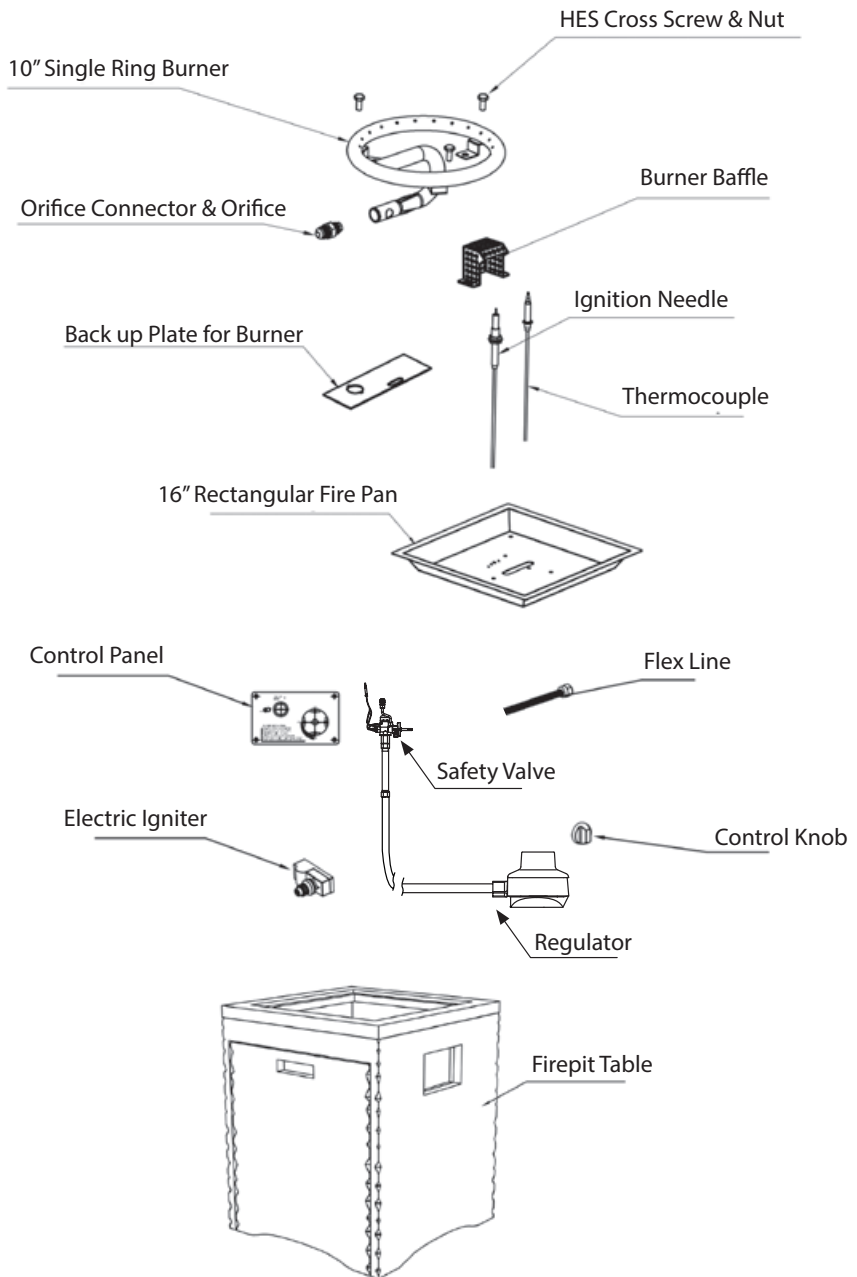 HES Cross Screw & Nut
10” Single Ring Burner
Burner Baffle
Orifice Connector & Orifice
Ignition Needle
Back up Plate for Burner
Thermocouple
16” Rectangular Fire Pan
Control Panel
Flex Line
Safety Valve
Electric Igniter
Control Knob
Regulator
Firepit Table